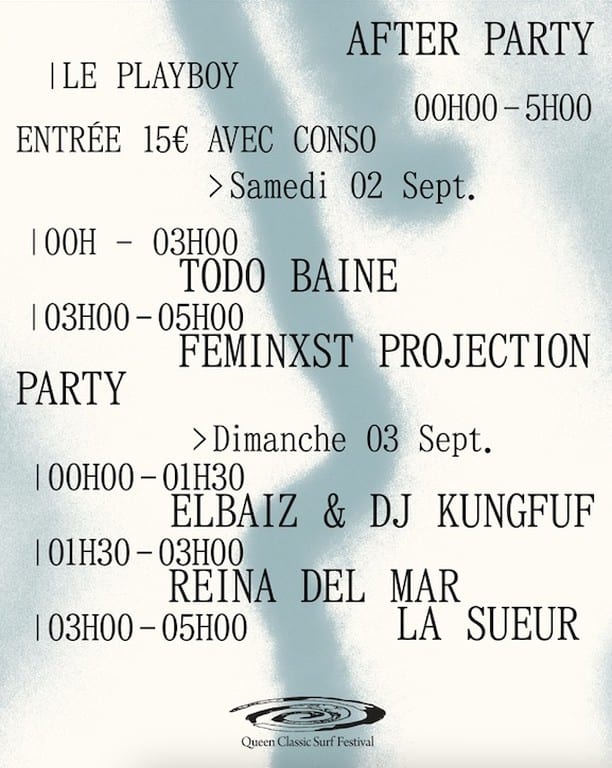 AFTER PARTY
|LE PLAYBOY
00H00-5H00
ENTRÉE 15€ AVEC CONSO
>Samedi 02 Sept.
|00H - 03H00
TODO BAINE
|03H00-05H00
FEMINXST PROJECTION
PARTY
>Dimanche 03 Sept.
|00H00-01H30
ELBAIZ & DJ KUNGFUF
|01H30-03H00
REINA DEL MAR
|03H00-05H00 LA SUEUR
Queen Classic Surf Festival